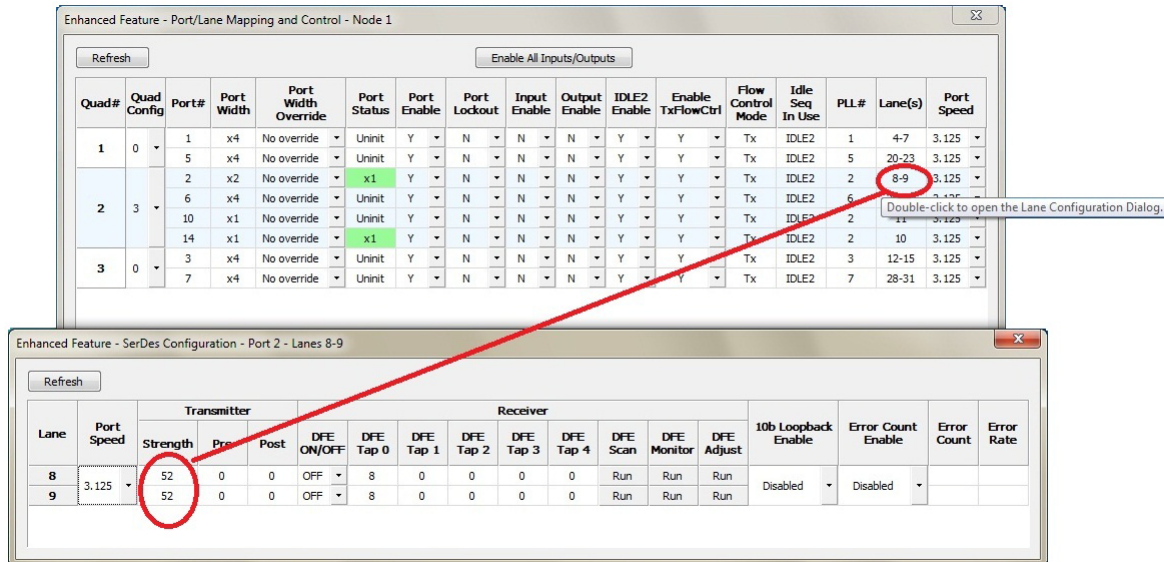 Enhanced Feature - Port/Lane Mapping and Control - Node 1
Refresh Enable All Inputs/Outputs
Quad# Quad Config Port# Port Width Port Width Override Port Status Port Enable Port Lockout Input Enable Output Enable IDLE2 Enable Enable TxFlowCtrl Flow Control Mode Idle Seq In Use PLL# Lane(s) Port Speed
1 0 1 x4 No override Uninit Y N N N Y Y Tx IDLE2 1 4-7 3.125
5 x4 No override Uninit Y N N N Y Y Tx IDLE2 5 20-23 3.125
2 3 2 x2 No override x1 Y N N N Y Y Tx IDLE2 2 8-9 3.125
6 x4 No override Uninit Y N N N Y Y Tx IDLE2 6
Double-click to open the Lane Configuration Dialog.
10 x1 No override Uninit Y N N N Y Y Tx IDLE2 2 11 3.125
14 x1 No override x1 Y N N N Y Y Tx IDLE2 2 10 3.125
3 0 3 x4 No override Uninit Y N N N Y Y Tx IDLE2 3 12-15 3.125
7 x4 No override Uninit Y N N N Y Y Tx IDLE2 7 28-31 3.125
Enhanced Feature - SerDes Configuration - Port 2 - Lanes 8-9
Refresh
Transmitter Receiver
Lane Port Speed Strength Pre Post DFE ON/OFF DFE Tap 0 DFE Tap 1 DFE Tap 2 DFE Tap 3 DFE Tap 4 DFE Scan DFE Monitor DFE Adjust 10b Loopback Enable Error Count Enable Error Count Error Rate
8 3.125 52 0 0 OFF 8 0 0 0 0 Run Run Run Disabled Disabled
9 52 0 0 OFF 8 0 0 0 0 Run Run Run